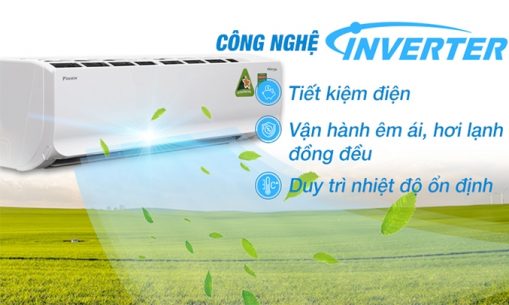 CÔNG NGHỆ INVERTER
DAIKIN
Tiết kiệm điện
Vận hành êm ái, hơi lạnh
đồng đều
Duy trì nhiệt độ ổn định